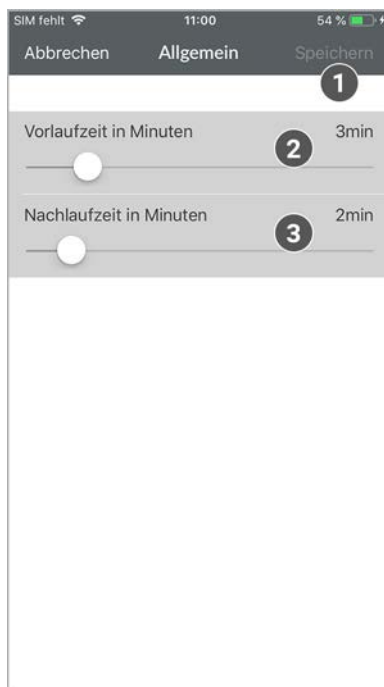 SIM fehlt 11:00 54 %
Abbrechen Allgemein Speichern
1
Vorlaufzeit in Minuten 2 3min
Nachlaufzeit in Minuten 3 2min